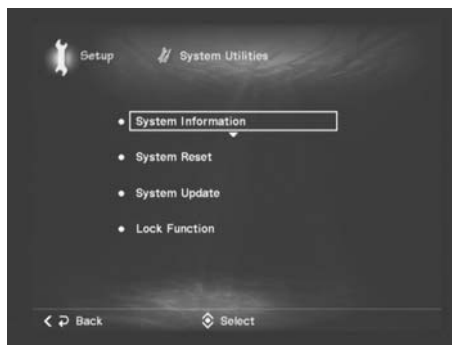 Setup System Utilities
System Information
System Reset
System Update
Lock Function
Back Select